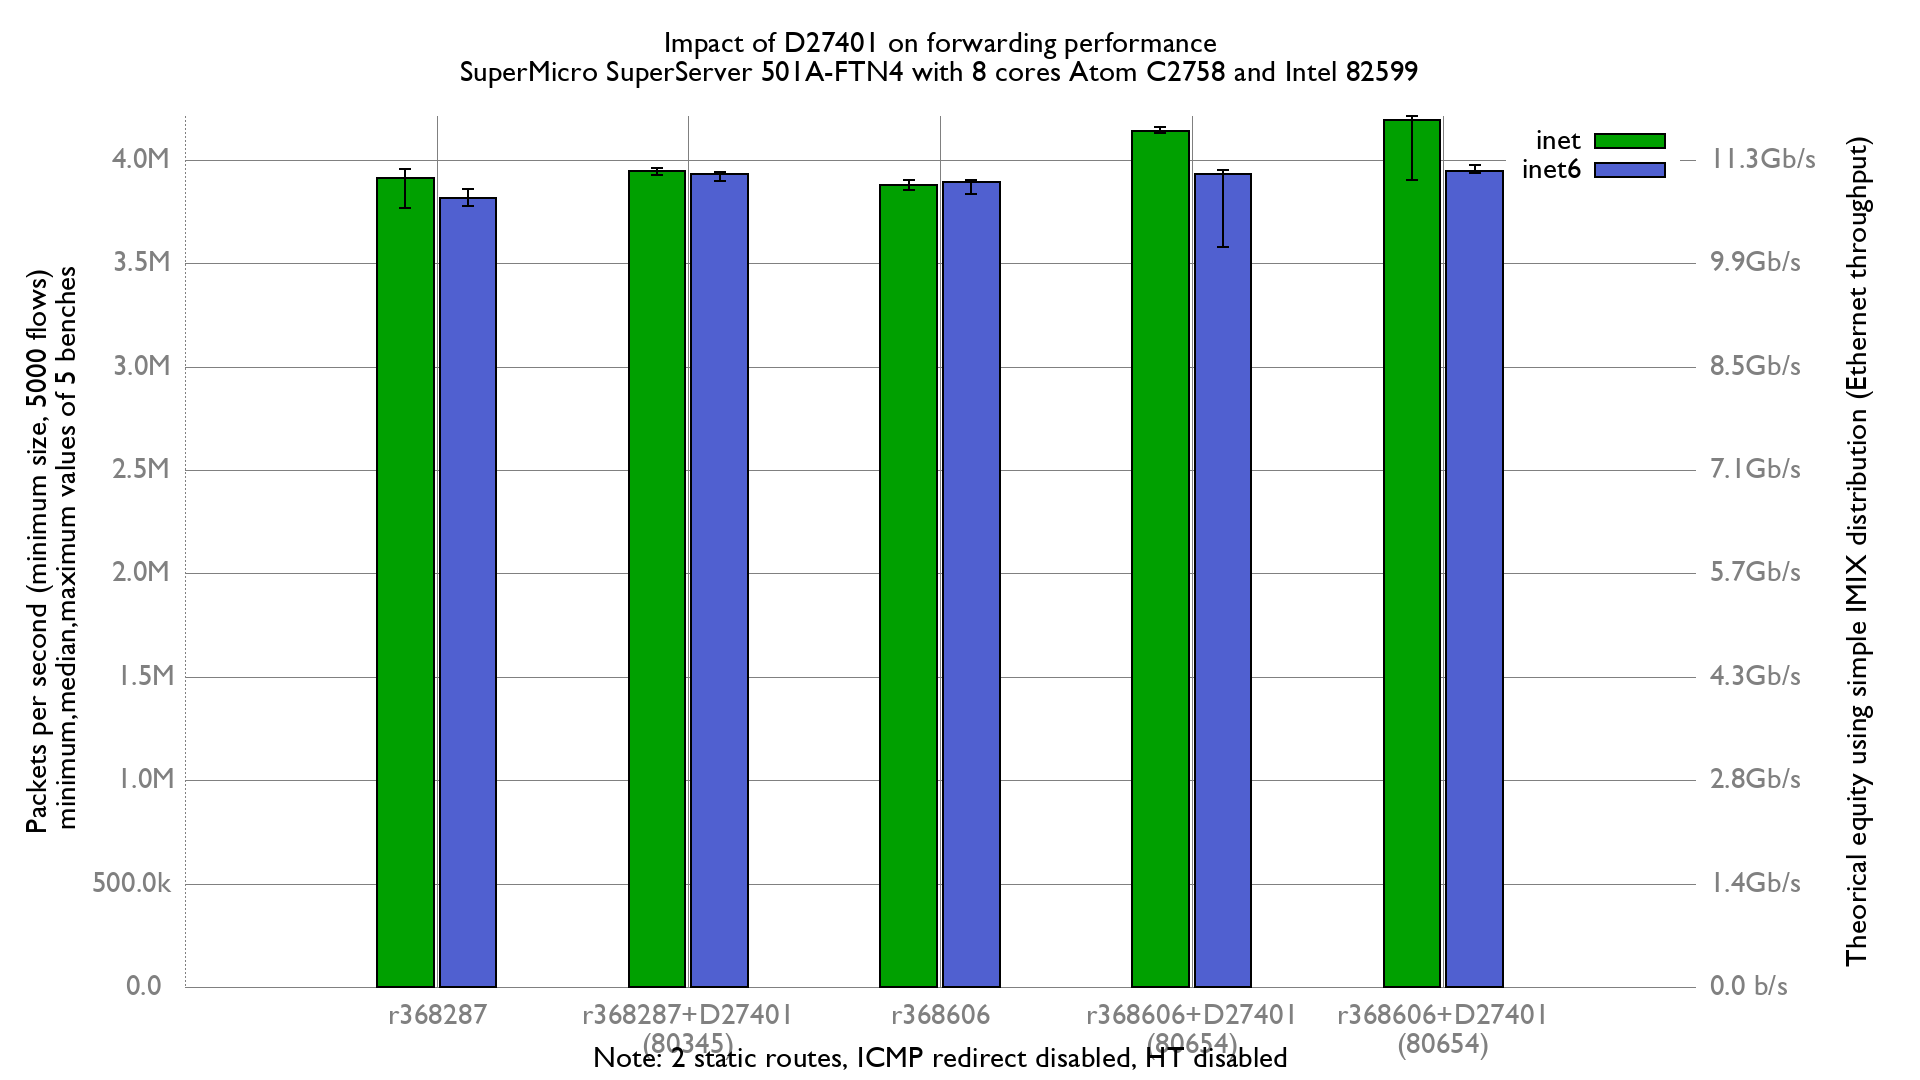 Impact of D27401 on forwarding performance
SuperMicro SuperServer 501A-FTN4 with 8 cores Atom C2758 and Intel 82599
Packets per second (minimum size, 5000 flows)
minimum,median,maximum values of 5 benches
4.0M
3.5M
3.0M
2.5M
2.0M
1.5M
1.0M
500.0k
0.0
inet
inet6
11.3Gb/s
9.9Gb/s
8.5Gb/s
7.1Gb/s
5.7Gb/s
4.3Gb/s
2.8Gb/s
1.4Gb/s
0.0 b/s
Theorical equity using simple IMIX distribution (Ethernet throughput)
r368287
r368287+D27401
(80345)
r368606
r368606+D27401
(80654)
r368606+D27401
(80654)
Note: 2 static routes, ICMP redirect disabled, HT disabled